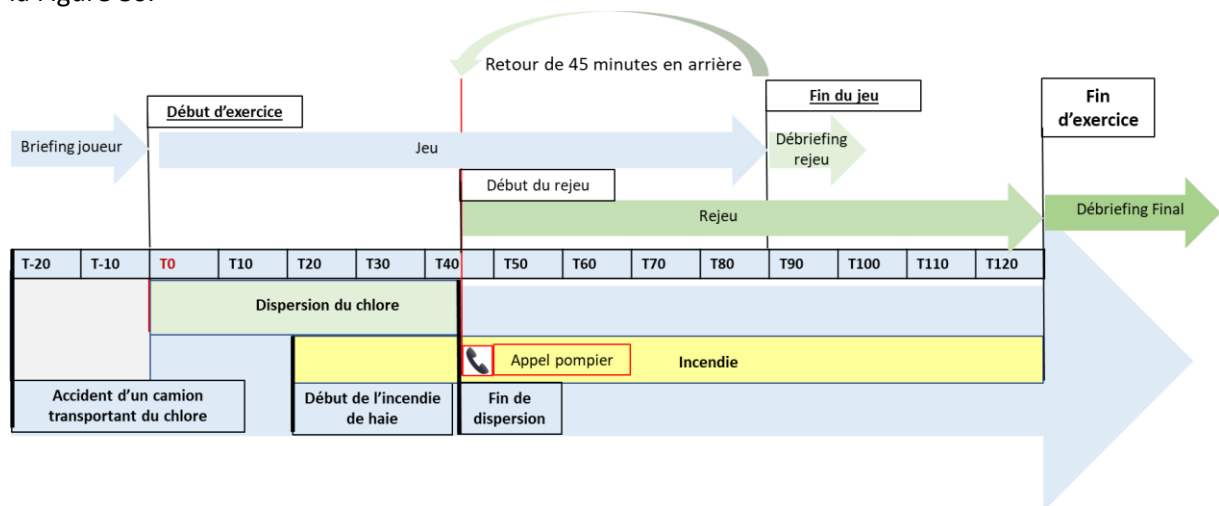 Retour de 45 minutes en arrière
Début d'exercice
Fin du jeu
Fin
d'exercice
Briefing joueur
Jeu
Débriefing
rejeu
Début du rejeu
Rejeu
Débriefing Final
T-20 T-10 T0 T10 T20 T30 T40 T50 T60 T70 T80 T90 T100 T110 T120
Dispersion du chlore
Appel pompier
Incendie
Accident d'un camion
transportant du chlore
Début de l'incendie
de haie
Fin de
dispersion